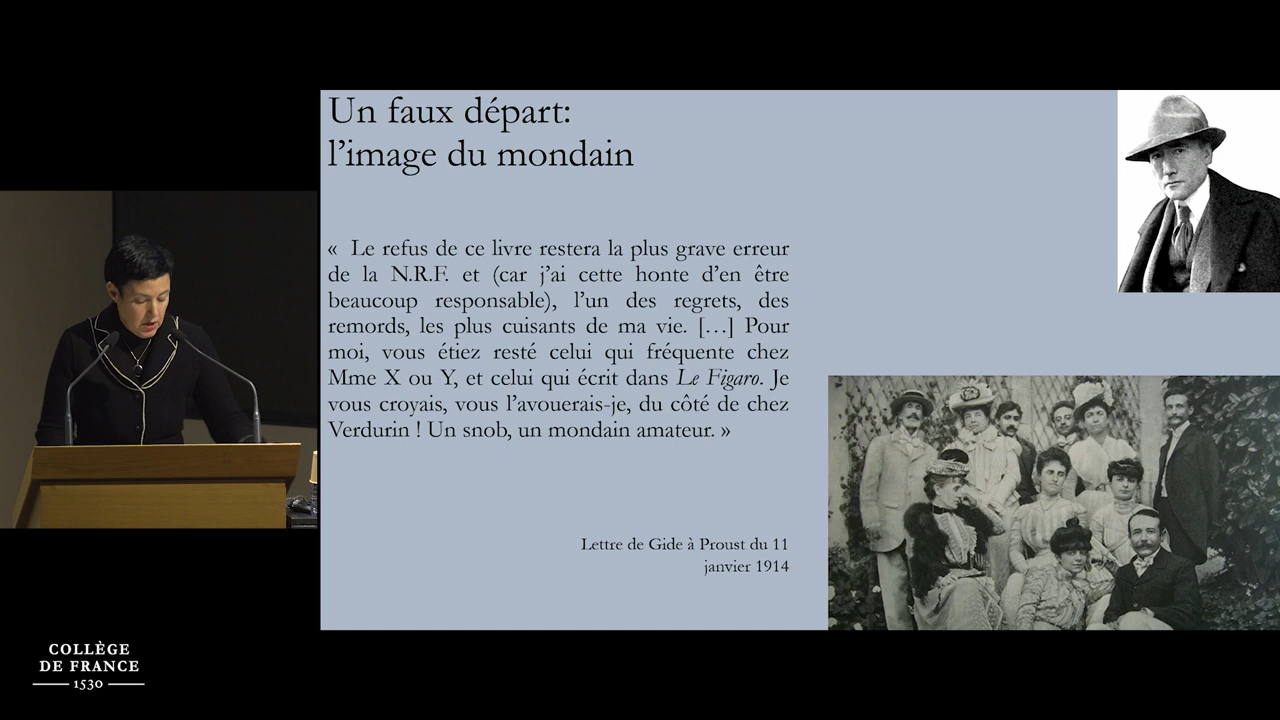 Un faux départ:
l’image du mondain
« Le refus de ce livre restera la plus grave erreur
de la N.R.F. et (car j’ai cette honte d’en être
beaucoup responsable), l’un des regrets, des
remords, les plus cuisants de ma vie. […] Pour
moi, vous étiez resté celui qui fréquente chez
Mme X ou Y, et celui qui écrit dans Le Figaro. Je
vous croyais, vous l’avouerais-je, du côté de chez
Verdurin ! Un snob, un mondain amateur. »
Lettre de Gide à Proust du 11
janvier 1914
COLLÈGE
DE FRANCE
1530